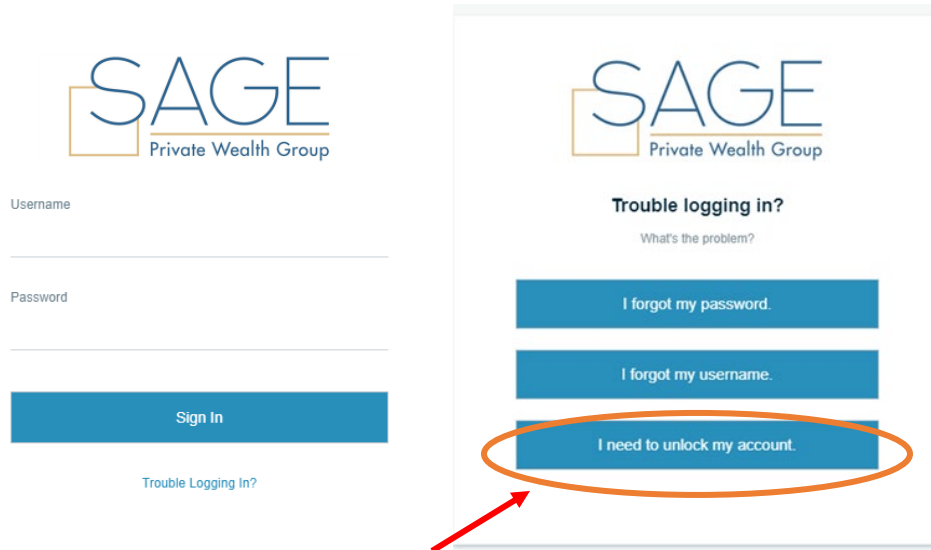 SAGE
Private Wealth Group
Username
Password
Sign In
Trouble Logging In?
SAGE
Private Wealth Group
Trouble logging in?
What's the problem?
I forgot my password.
I forgot my username.
I need to unlock my account.